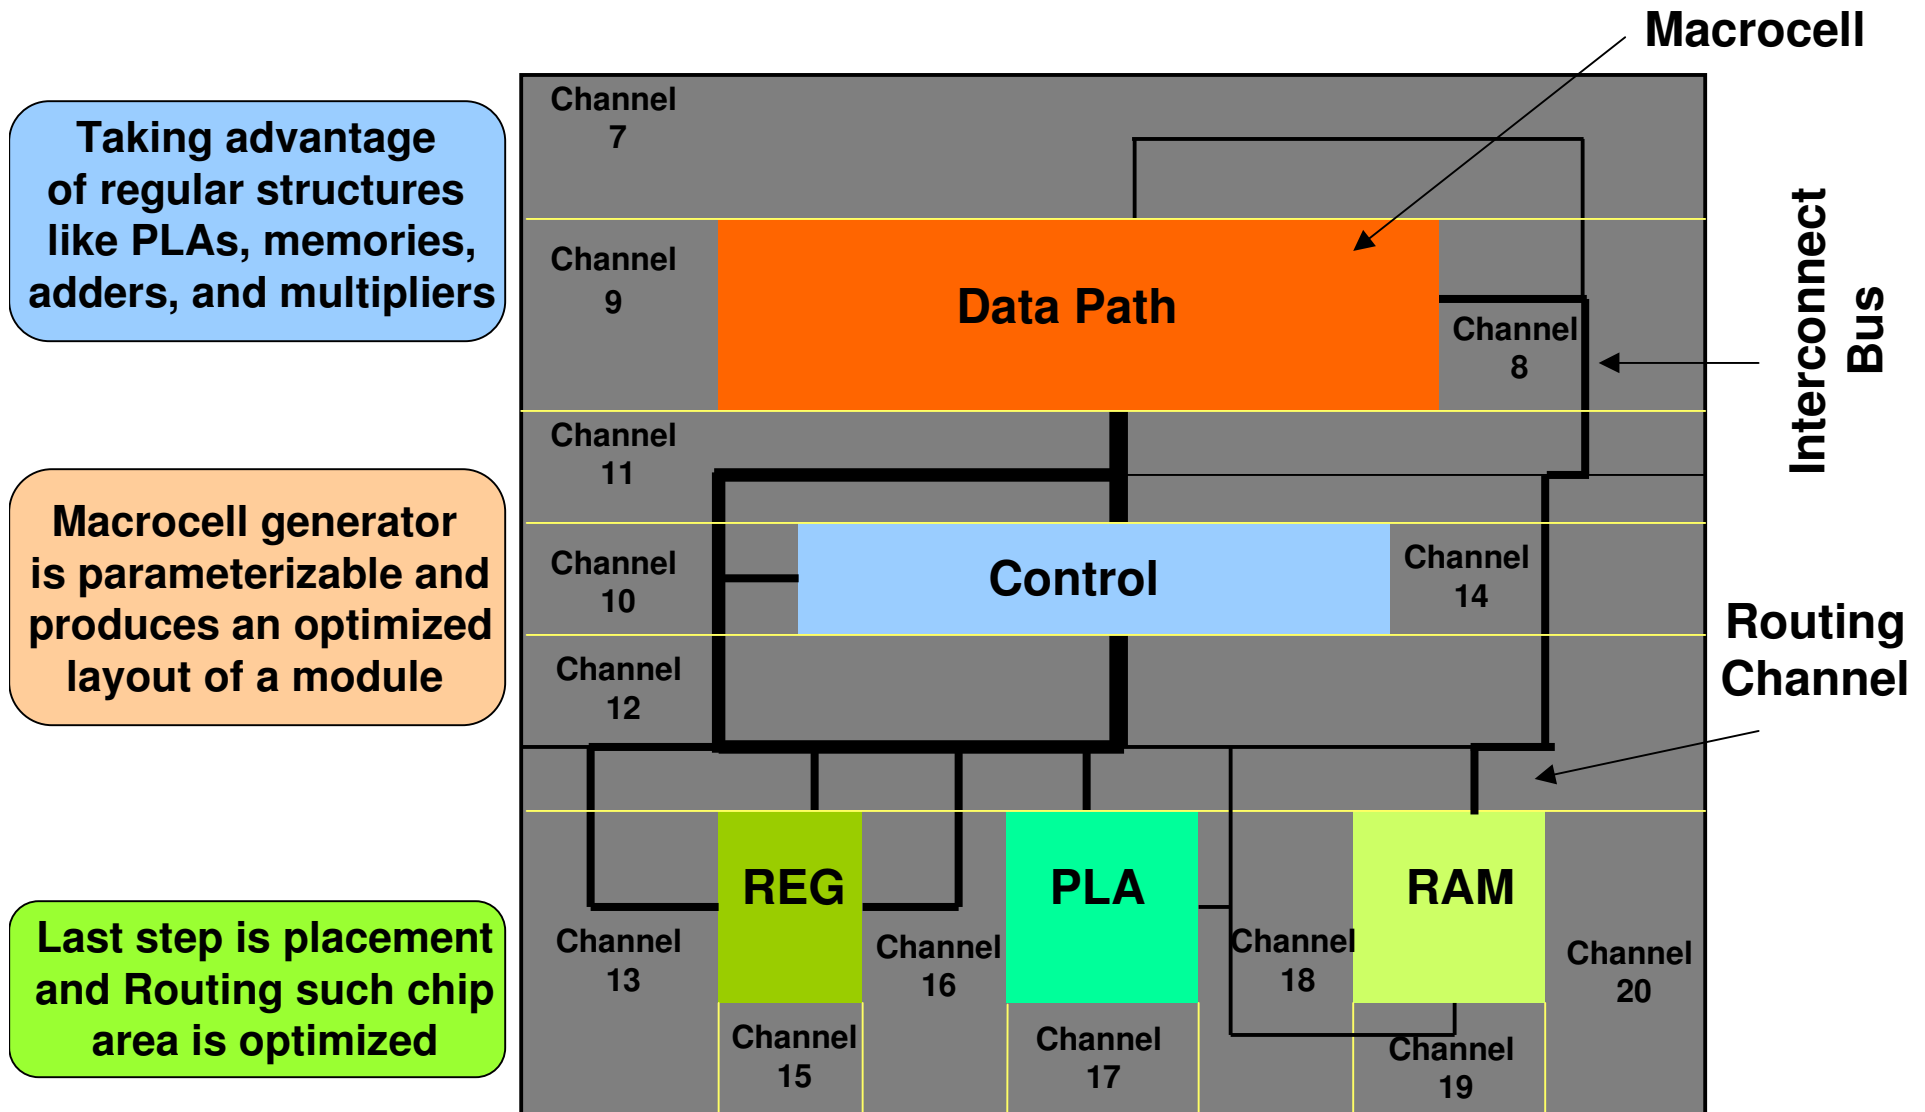 Macrocell
Taking advantage
of regular structures
like PLAs, memories,
adders, and multipliers
Channel
7
Channel
9
Data Path
Channel
8
Interconnect
Bus
Channel
11
Macrocell generator
is parameterizable and
produces an optimized
layout of a module
Channel
10
Control
Channel
14
Routing
Channel
Channel
12
Last step is placement
and Routing such chip
area is optimized
REG
PLA
RAM
Channel
13
Channel
16
Channel
18
Channel
20
Channel
15
Channel
17
Channel
19